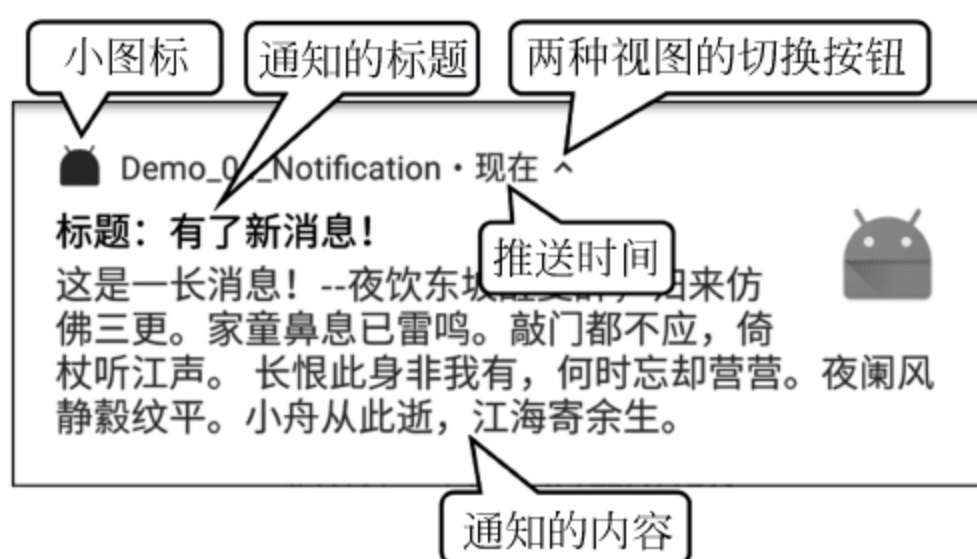 小图标
通知的标题
两种视图的切换按钮
Demo_0 _Notification・现在
标题：有了新消息！
推送时间
这是一长消息！--夜饮东坡 归来仿
佛三更。家童鼻息已雷鸣。敲门都不应，倚
杖听江声。 长恨此身非我有，何时忘却营营。夜阑风
静縠纹平。小舟从此逝，江海寄余生。
通知的内容